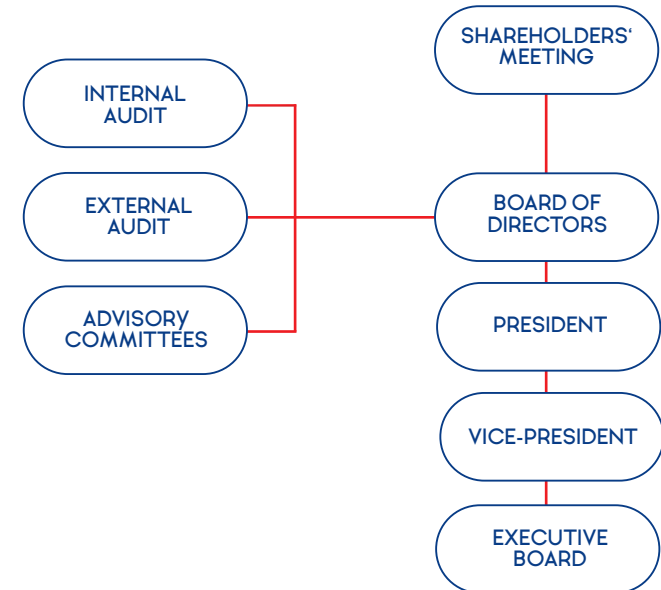 SHAREHOLDERS‘
MEETING
INTERNAL
AUDIT
EXTERNAL
AUDIT
BOARD OF
DIRECTORS
ADVISORY
COMMITTEES
PRESIDENT
VICE-PRESIDENT
EXECUTIVE
BOARD